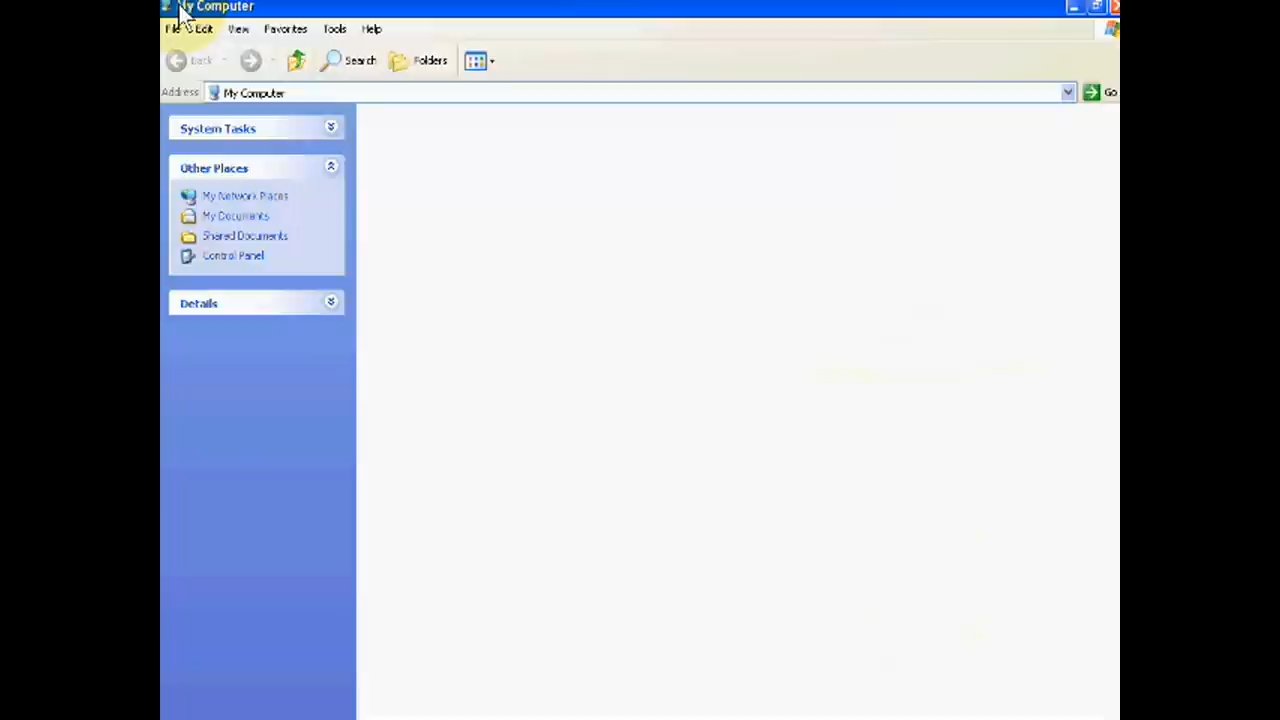 My Computer
File Edit View Favorites Tools Help
Back Search Folders
Address My Computer Go
System Tasks
Other Places
My Network Places
My Documents
Shared Documents
Control Panel
Details